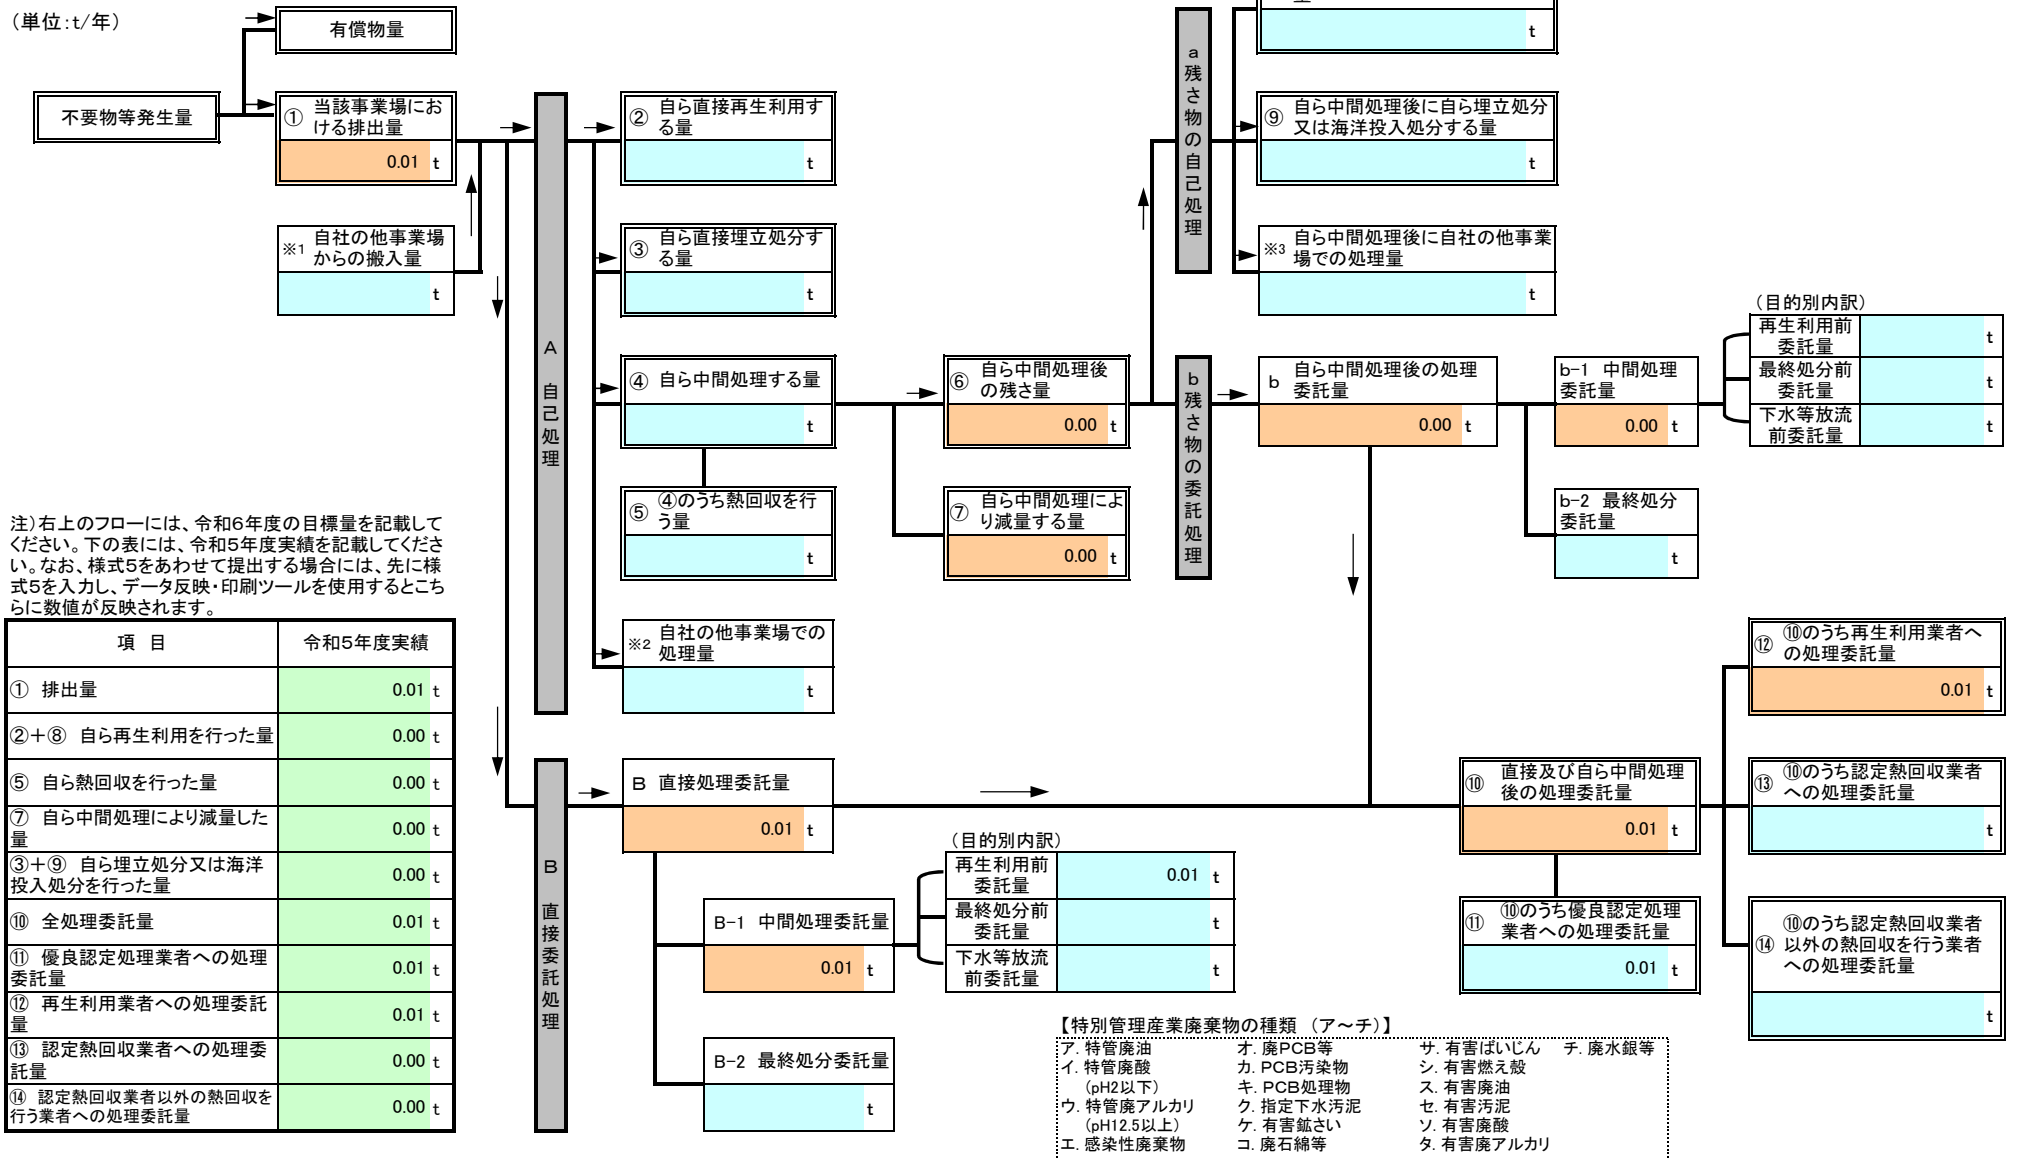 （単位:t/年）
有償物量
不要物等発生量
① 当該事業場にお
ける排出量
0.01 t
※1 自社の他事業場
からの搬入量
t
A 自己処理
② 自ら直接再生利用す
る量
t
③ 自ら直接埋立処分す
る量
t
④ 自ら中間処理する量
t
⑤ ④のうち熱回収を行
う量
t
※2 自社の他事業場での
処理量
t
⑥ 自ら中間処理後
の残さ量
0.00 t
⑦ 自ら中間処理によ
り減量する量
0.00 t
a残さ物の自己処理
t
⑨ 自ら中間処理後に自ら埋立処分
又は海洋投入処分する量
t
※3 自ら中間処理後に自社の他事業
場での処理量
t
b残さ物の委託処理
b 自ら中間処理後の処理
委託量
0.00 t
b-1 中間処理
委託量
0.00 t
b-2 最終処分
委託量
t
（目的別内訳）
再生利用前
委託量 t
最終処分前
委託量 t
下水等放流
前委託量 t
注）右上のフローには、令和6年度の目標量を記載して
ください。下の表には、令和5年度実績を記載してくださ
い。なお、様式5をあわせて提出する場合には、先に様
式5を入力し、データ反映・印刷ツールを使用するとこち
らに数値が反映されます。
項 目 令和5年度実績
① 排出量 0.01 t
②＋⑧ 自ら再生利用を行った量 0.00 t
⑤ 自ら熱回収を行った量 0.00 t
⑦ 自ら中間処理により減量した
量 0.00 t
③＋⑨ 自ら埋立処分又は海洋
投入処分を行った量 0.00 t
⑩ 全処理委託量 0.01 t
⑪ 優良認定処理業者への処理
委託量 0.01 t
⑫ 再生利用業者への処理委託
量 0.01 t
⑬ 認定熱回収業者への処理委
託量 0.00 t
⑭ 認定熱回収業者以外の熱回収を
行う業者への処理委託量 0.00 t
B 直接委託処理
B 直接処理委託量
0.01 t
B-1 中間処理委託量
0.01 t
B-2 最終処分委託量
t
（目的別内訳）
再生利用前
委託量 0.01 t
最終処分前
委託量 t
下水等放流
前委託量 t
⑩ 直接及び自ら中間処理
後の処理委託量
0.01 t
⑪ ⑩のうち優良認定処理
業者への処理委託量
0.01 t
⑫ ⑩のうち再生利用業者へ
の処理委託量
0.01 t
⑬ ⑩のうち認定熱回収業者
への処理委託量
t
⑭ ⑩のうち認定熱回収業者
以外の熱回収を行う業者
への処理委託量
t
【特別管理産業廃棄物の種類 （ア～チ）】
ア. 特管廃油 オ. 廃PCB等 サ. 有害ばいじん チ. 廃水銀等
イ. 特管廃酸 カ. PCB汚染物 シ. 有害燃え殻
（pH2以下） キ. PCB処理物 ス. 有害廃油
ウ. 特管廃アルカリ ク. 指定下水汚泥 セ. 有害汚泥
（pH12.5以上） ケ. 有害鉱さい ソ. 有害廃酸
エ. 感染性廃棄物 コ. 廃石綿等 タ. 有害廃アルカリ